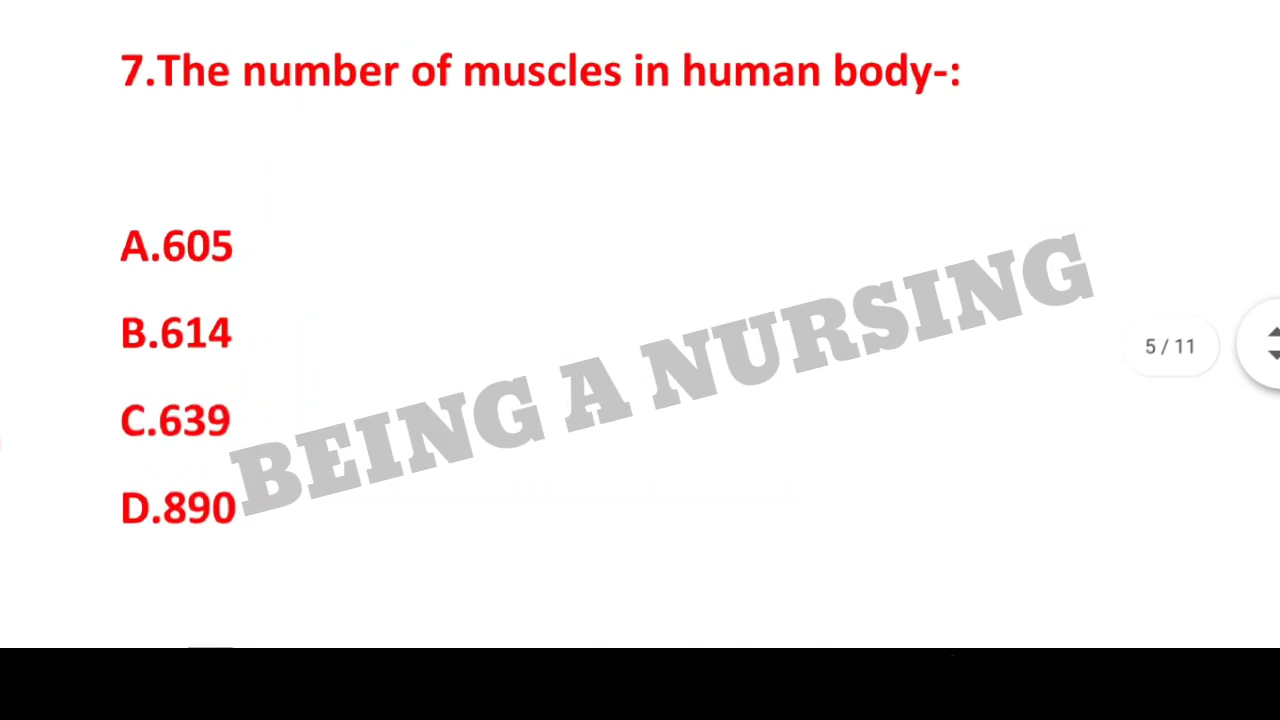 7.The number of muscles in human body-:
A.605
B.614
C.639
D.890
BEING A NURSING
5 / 11